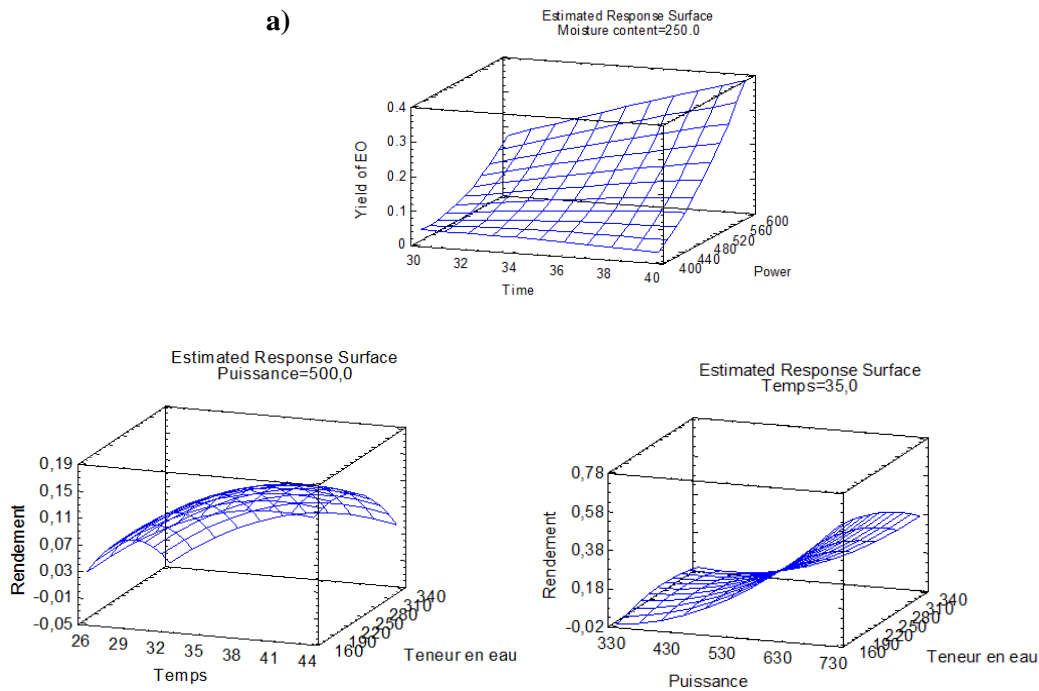 a)
Estimated Response Surface
Moisture content=250.0
0.4
0.3
0.2
0.1
0
Yield of EO
30 32 34 36 38 40
Time
400 440 480 520 560 600
Power
Estimated Response Surface
Puissance=500,0
0,19
0,15
0,11
0,07
0,03
-0,01
-0,05
Rendement
26 29 32 35 38 41 44
Temps
160 190 220 250 280 310 340
Teneur en eau
Estimated Response Surface
Temps=35,0
0,78
0,58
0,38
0,18
-0,02
Rendement
330 430 530 630 730
Puissance
160 190 220 250 280 310 340
Teneur en eau